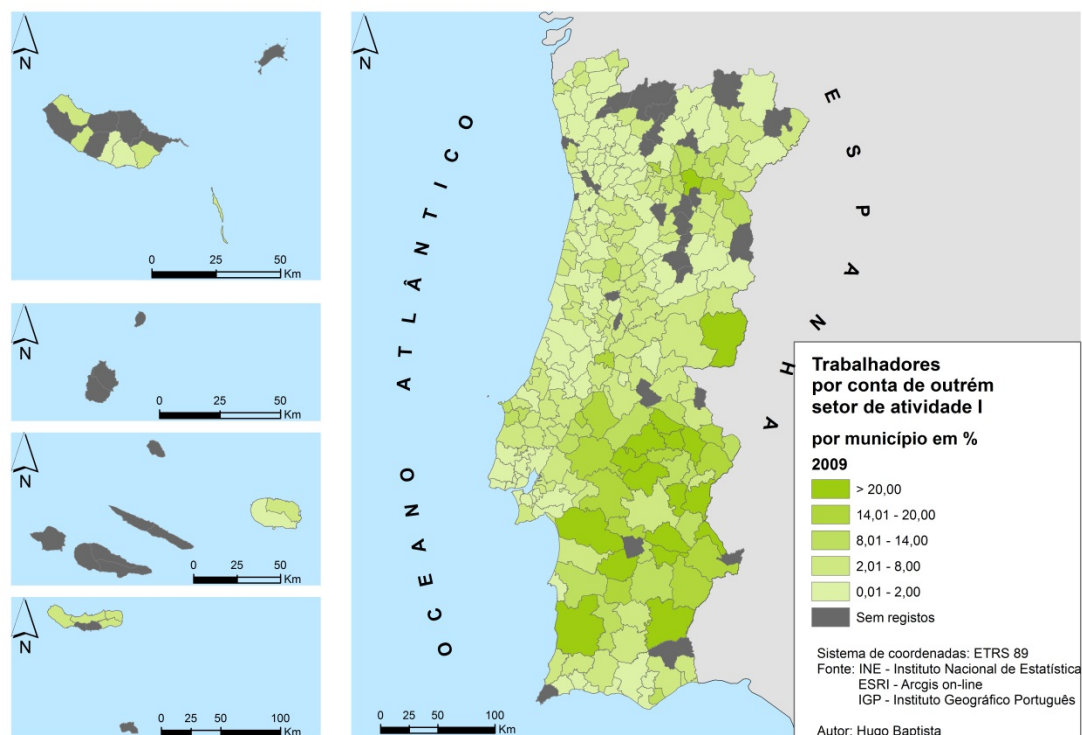 N
0 25 50
Km
N
0 25 50
Km
N
0 25 50
Km
N
0 50 100
Km
N
OCEANO ATLÂNTICO
ESPANHA
0 50 100
Km
Trabalhadores
por conta de outrém
setor de atividade I
por município em %
2009
> 20,00
14,01 - 20,00
8,01 - 14,00
2,01 - 8,00
0,01 - 2,00
Sem registos
Sistema de coordenadas: ETRS 89
Fonte: INE - Instituto Nacional de Estatística
ESRI - Arcgis on-line
IGP - Instituto Geográfico Português
Autor: Hugo Baptista